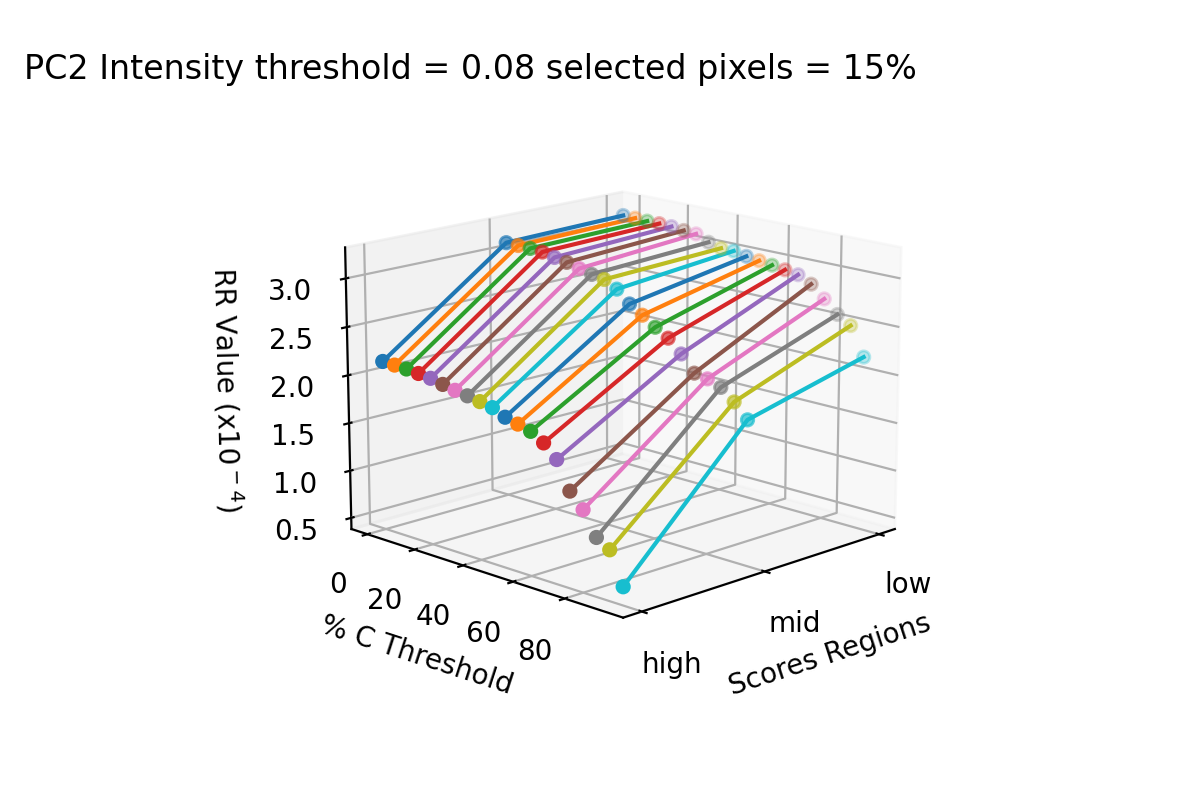 PC2 Intensity threshold = 0.08 selected pixels = 15%
RR Value (x10⁻⁴)
3.0
2.5
2.0
1.5
1.0
0.5
0
20
40
60
80
% C Threshold
high
mid
low
Scores Regions